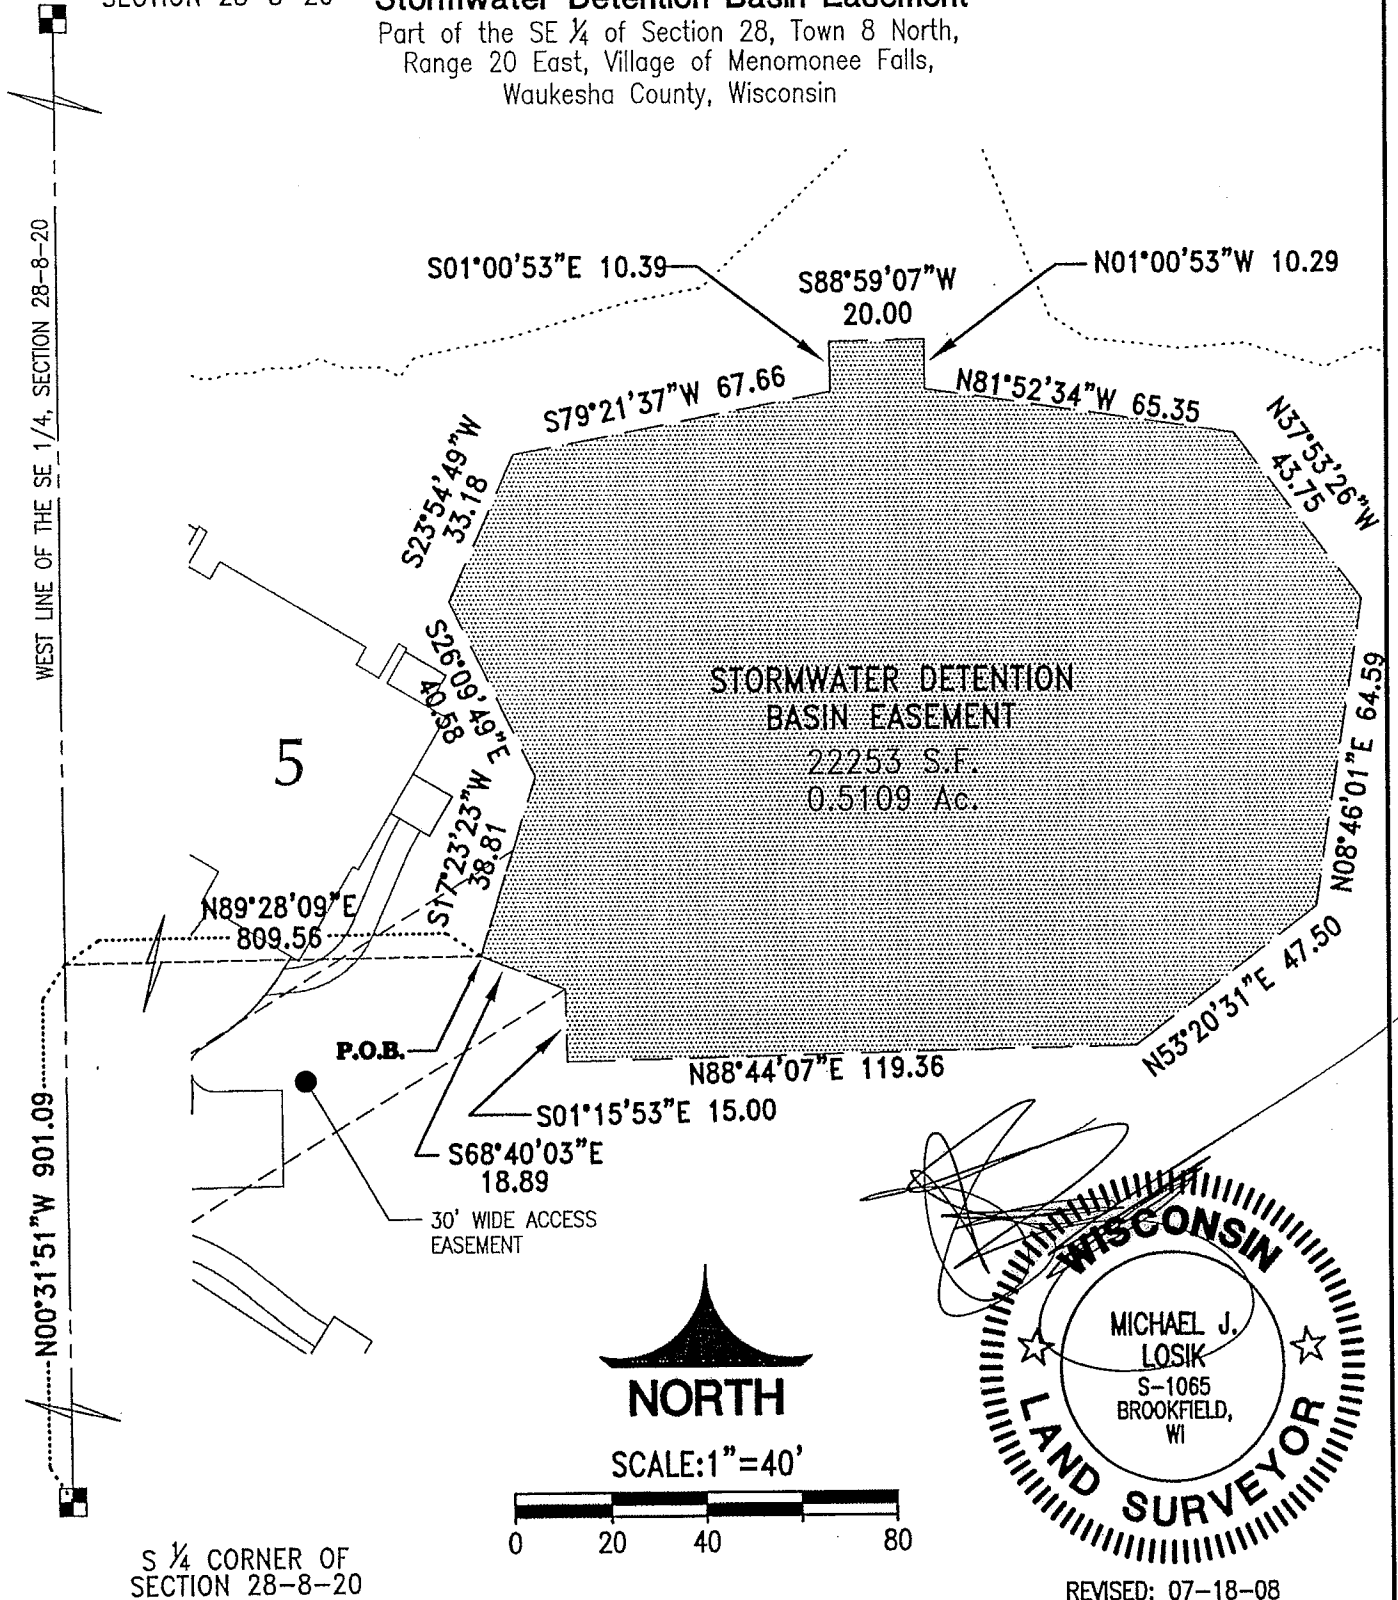 SECTION 28-8-20
Stormwater Detention Basin Easement
Part of the SE ¼ of Section 28, Town 8 North,
Range 20 East, Village of Menomonee Falls,
Waukesha County, Wisconsin
WEST LINE OF THE SE 1/4, SECTION 28-8-20
S01°00'53"E 10.39
S88°59'07"W
20.00
N01°00'53"W 10.29
S79°21'37"W 67.66
N81°52'34"W 65.35
S23°54'49"W
33.18
N37°53'26"W
43.75
S26°09'49"E
40.58
STORMWATER DETENTION
BASIN EASEMENT
22253 S.F.
0.5109 Ac.
N08°46'01"E 64.59
5
S17°23'23"W
38.81
N89°28'09"E
809.56
N53°20'31"E 47.50
P.O.B.
N88°44'07"E 119.36
S01°15'53"E 15.00
S68°40'03"E
18.89
30' WIDE ACCESS
EASEMENT
N00°31'51"W 901.09
NORTH
SCALE:1"=40'
0 20 40 80
WISCONSIN
MICHAEL J.
LOSIK
S-1065
BROOKFIELD,
WI
LAND SURVEYOR
S ¼ CORNER OF
SECTION 28-8-20
REVISED: 07-18-08